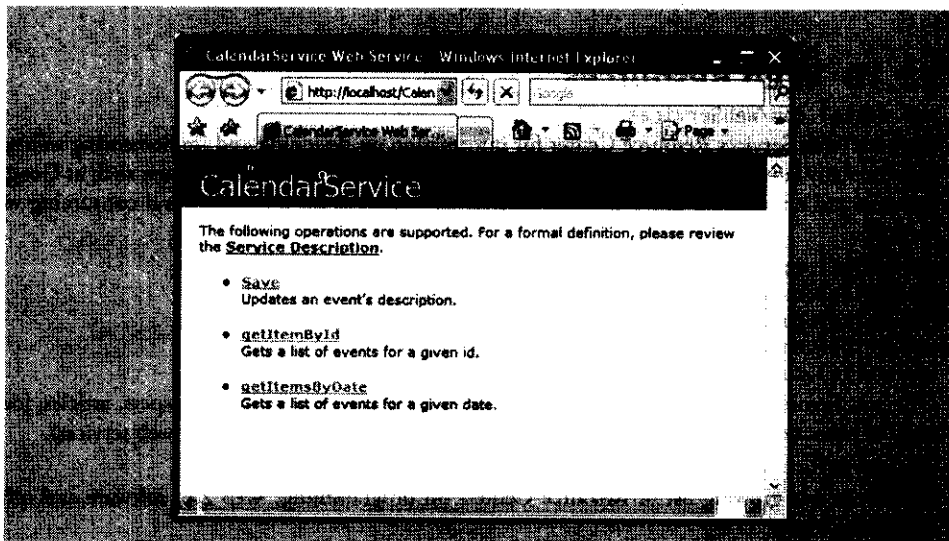 CalendarService Web Service - Windows Internet Explorer
http://localhost/Calen
Google
CalendarService Web Ser...
Page
CalendarService
The following operations are supported. For a formal definition, please review
the Service Description.
• Save
Updates an event's description.
• getItemById
Gets a list of events for a given id.
• getItemsByDate
Gets a list of events for a given date.